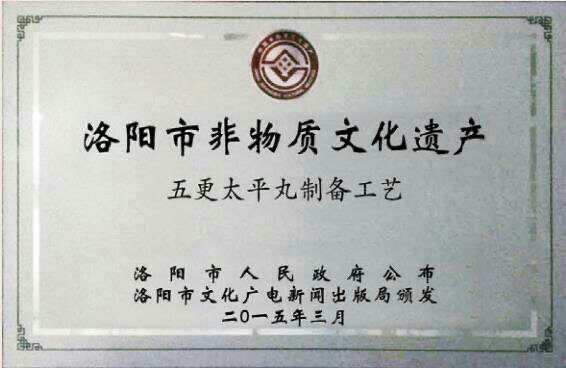 洛阳市非物质文化遗产
五更太平丸制备工艺
洛阳市人民政府公布
洛阳市文化广电新闻出版局颁发
二〇一五年三月